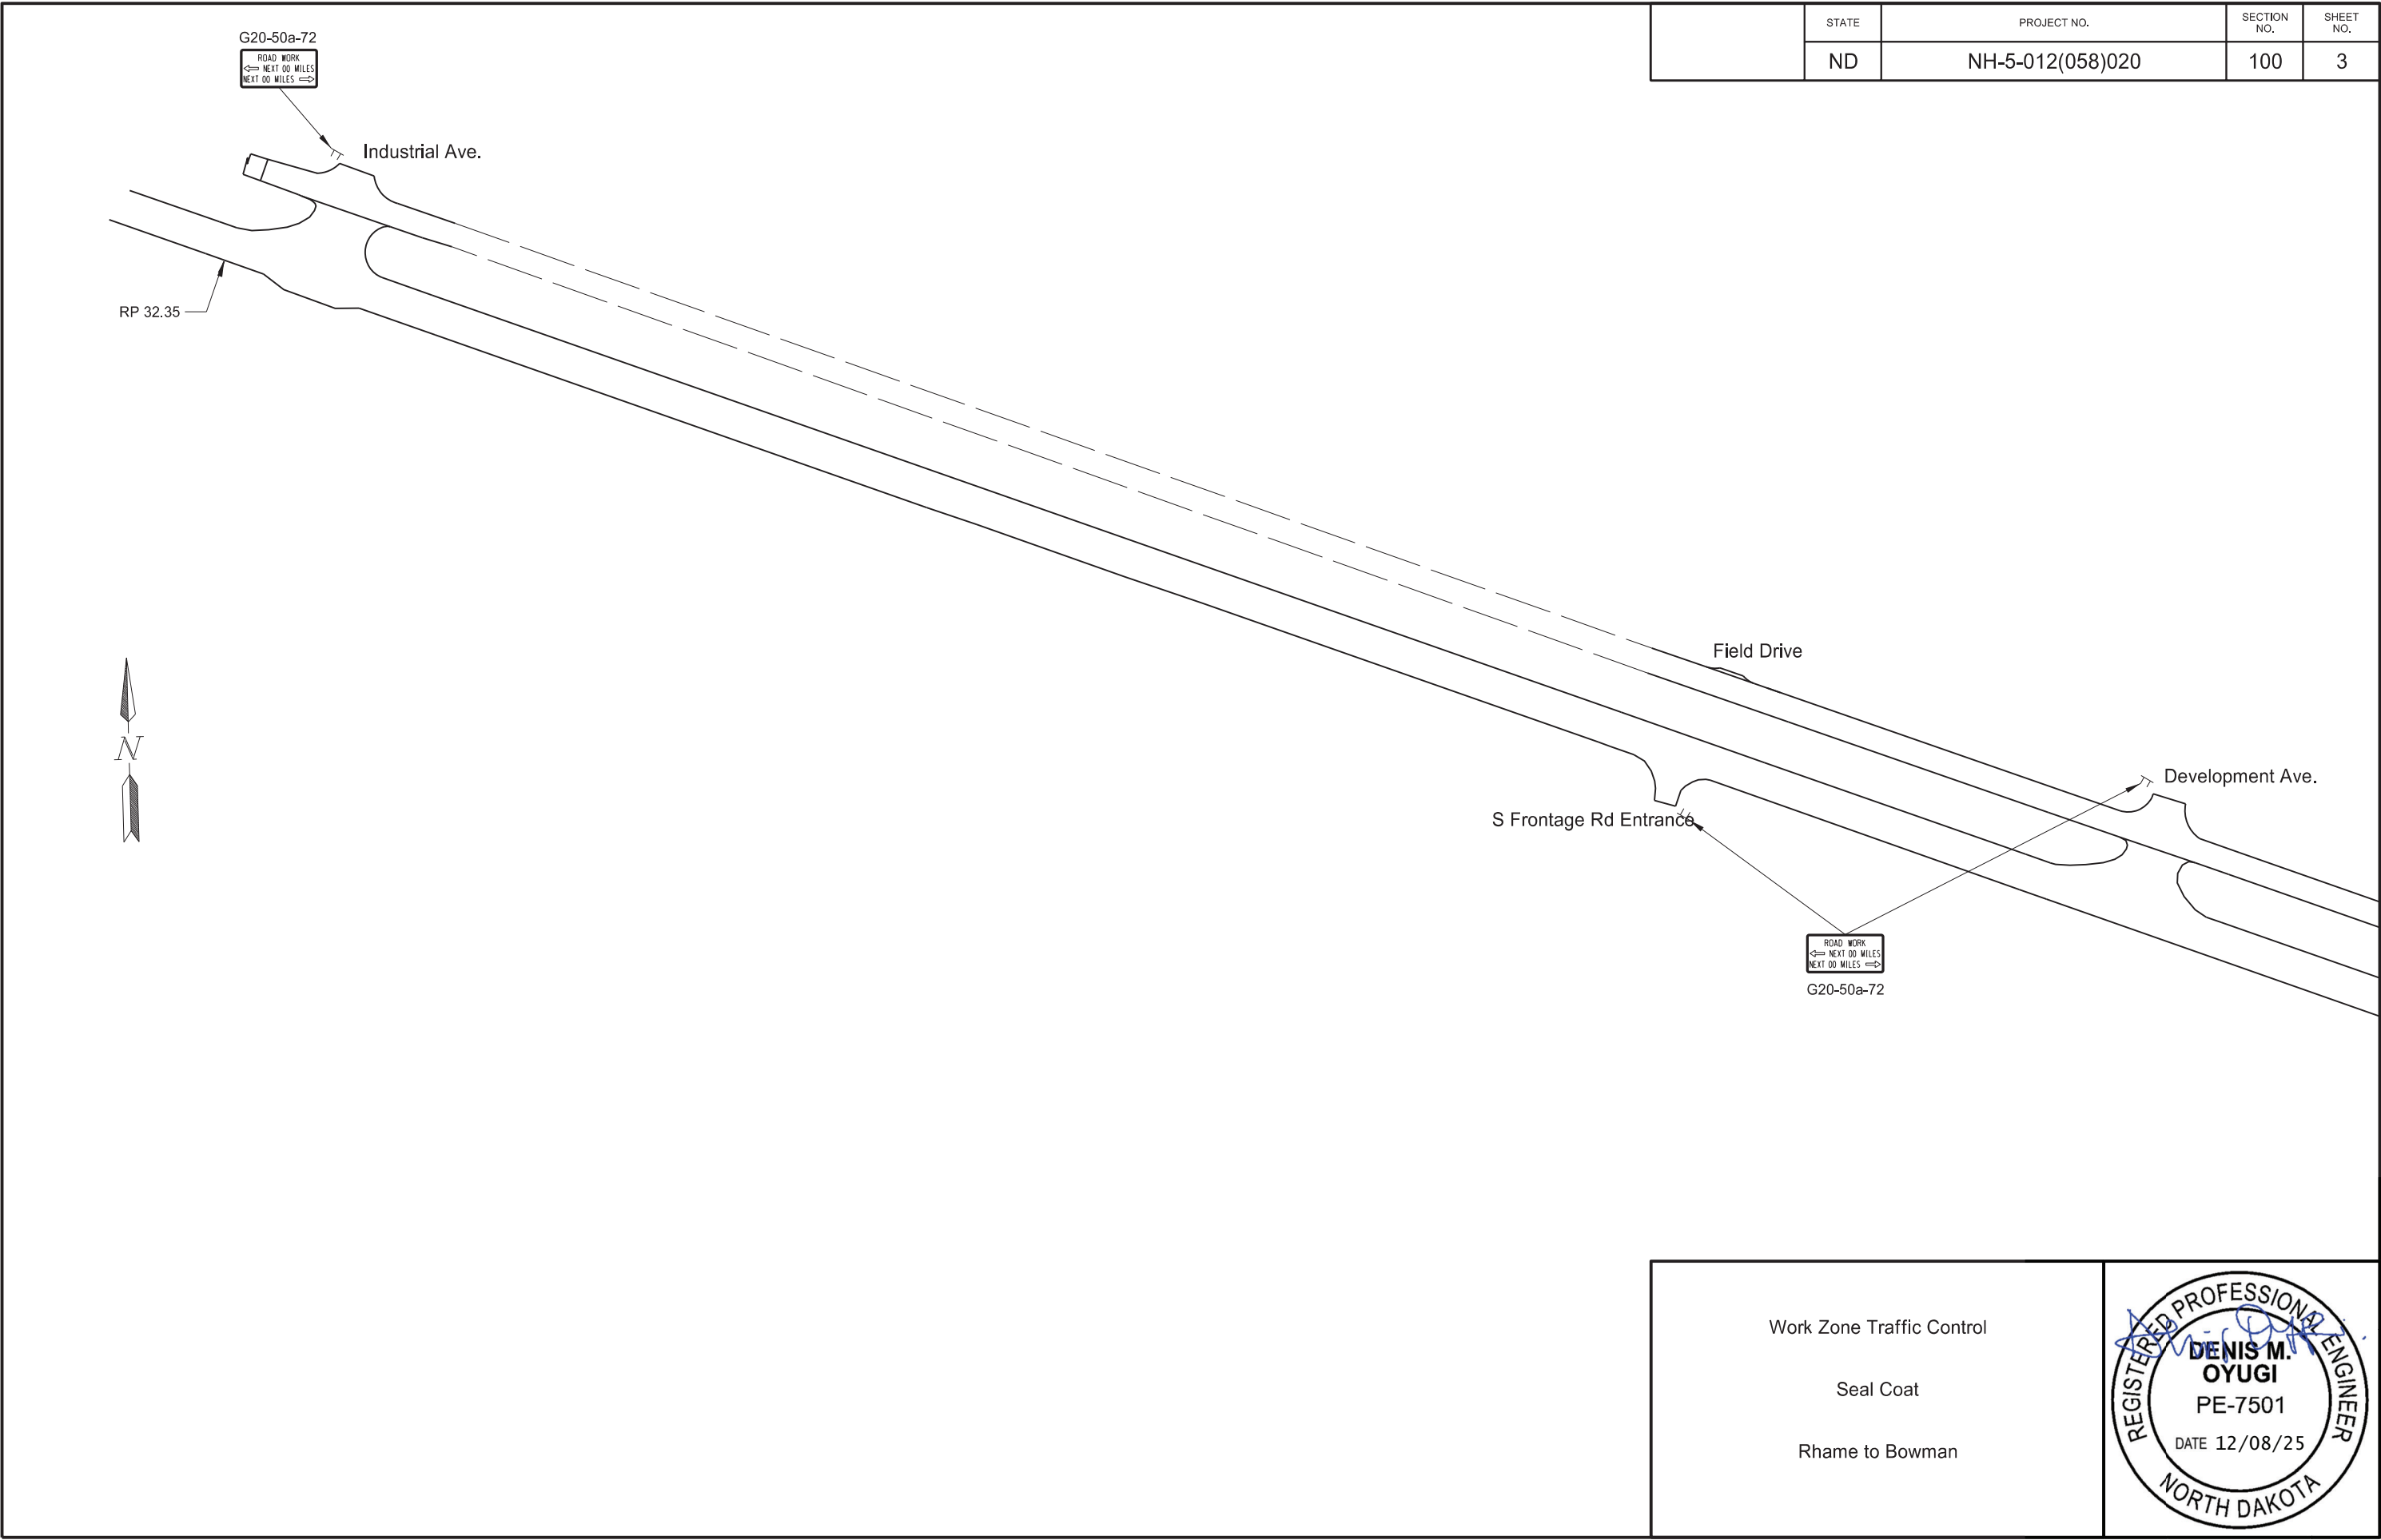 STATE
PROJECT NO.
SECTION
NO.
SHEET
NO.
ND
NH-5-012(058)020
100
3
G20-50a-72
ROAD WORK
⇦ NEXT 00 MILES
NEXT 00 MILES ⇨
Industrial Ave.
RP 32.35
N
Field Drive
Development Ave.
S Frontage Rd Entrance
ROAD WORK
⇦ NEXT 00 MILES
NEXT 00 MILES ⇨
G20-50a-72
Work Zone Traffic Control
Seal Coat
Rhame to Bowman
REGISTERED PROFESSIONAL ENGINEER
DENIS M.
OYUGI
PE-7501
DATE 12/08/25
NORTH DAKOTA